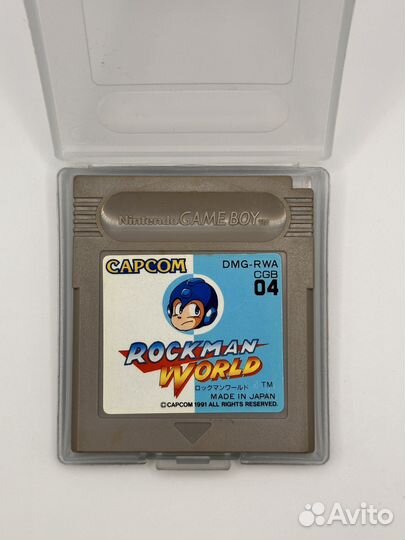 Nintendo GAME BOY TM
CAPCOM
DMG-RWA
CGB
04
ROCKMAN
WORLD
ロックマンワールド TM
MADE IN JAPAN
©CAPCOM 1991 ALL RIGHTS RESERVED.
Avito